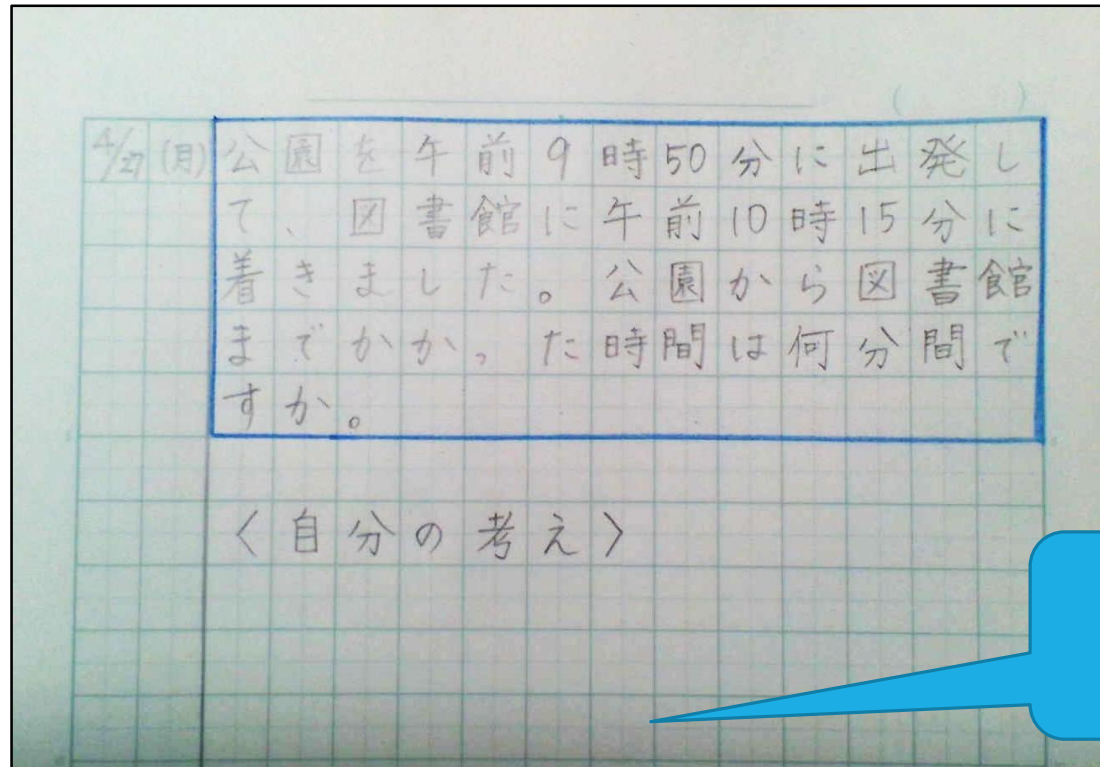 ( )
4/27 (月) 公園を午前9時50分に出発し
て、図書館に午前10時15分に
着きました。公園から図書館
までかかった時間は何分間で
すか。
〈自分の考え〉